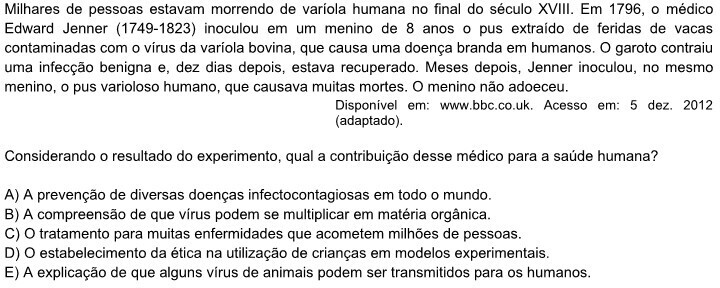 Milhares de pessoas estavam morrendo de varíola humana no final do século XVIII. Em 1796, o médico
Edward Jenner (1749-1823) inoculou em um menino de 8 anos o pus extraído de feridas de vacas
contaminadas com o vírus da varíola bovina, que causa uma doença branda em humanos. O garoto contraiu
uma infecção benigna e, dez dias depois, estava recuperado. Meses depois, Jenner inoculou, no mesmo
menino, o pus varioloso humano, que causava muitas mortes. O menino não adoeceu.
Disponível em: www.bbc.co.uk. Acesso em: 5 dez. 2012
(adaptado).
Considerando o resultado do experimento, qual a contribuição desse médico para a saúde humana?
A) A prevenção de diversas doenças infectocontagiosas em todo o mundo.
B) A compreensão de que vírus podem se multiplicar em matéria orgânica.
C) O tratamento para muitas enfermidades que acometem milhões de pessoas.
D) O estabelecimento da ética na utilização de crianças em modelos experimentais.
E) A explicação de que alguns vírus de animais podem ser transmitidos para os humanos.